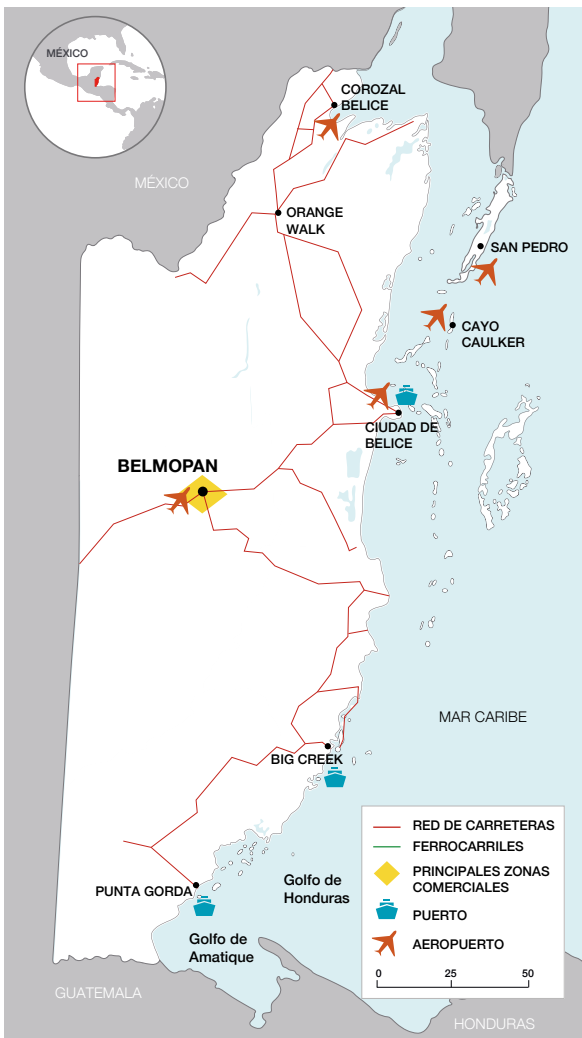 MÉXICO
COROZAL
BELICE
MÉXICO
ORANGE
WALK
SAN PEDRO
CAYO
CAULKER
CIUDAD DE
BELICE
BELMOPAN
MAR CARIBE
BIG CREEK
PUNTA GORDA
Golfo de
Honduras
Golfo de
Amatique
GUATEMALA
HONDURAS
RED DE CARRETERAS
FERROCARRILES
PRINCIPALES ZONAS
COMERCIALES
PUERTO
AEROPUERTO
0 25 50